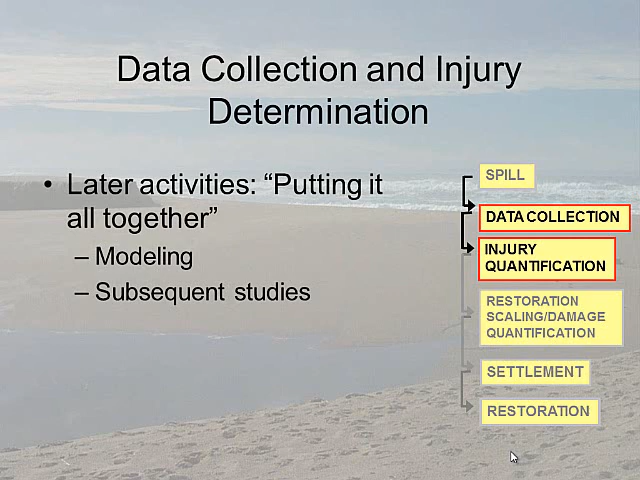 Data Collection and Injury
Determination
• Later activities: “Putting it
all together”
– Modeling
– Subsequent studies
SPILL
DATA COLLECTION
INJURY
QUANTIFICATION
RESTORATION
SCALING/DAMAGE
QUANTIFICATION
SETTLEMENT
RESTORATION